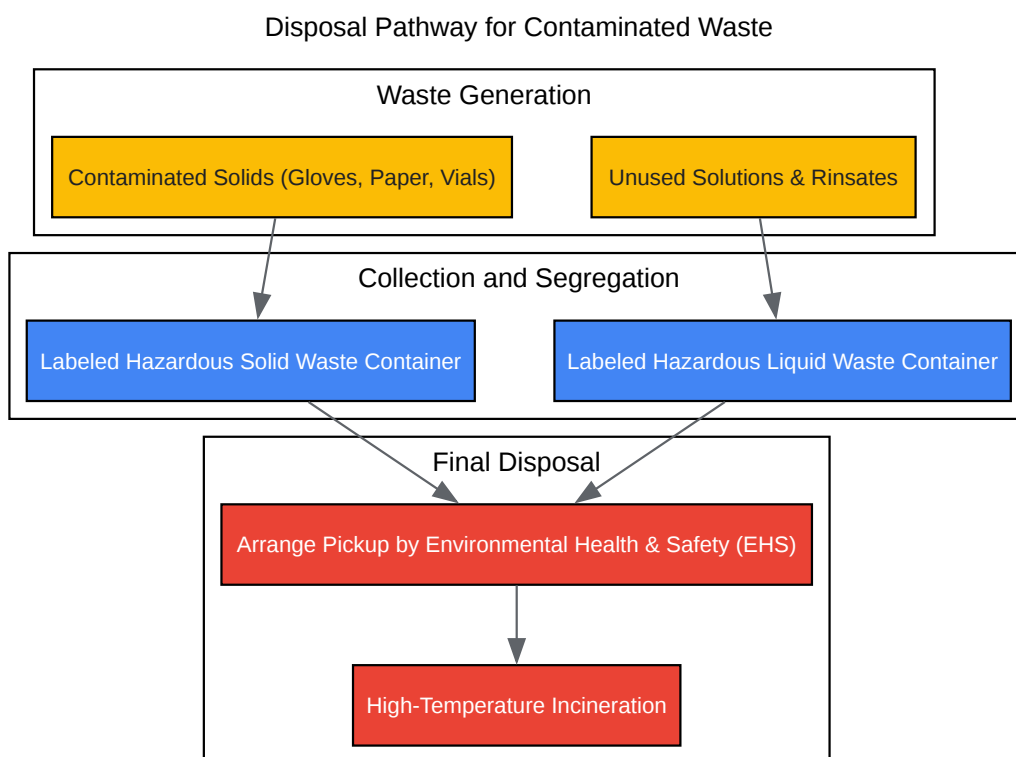 Disposal Pathway for Contaminated Waste
Waste Generation
Contaminated Solids (Gloves, Paper, Vials)
Unused Solutions & Rinsates
Collection and Segregation
Labeled Hazardous Solid Waste Container
Labeled Hazardous Liquid Waste Container
Final Disposal
Arrange Pickup by Environmental Health & Safety (EHS)
High-Temperature Incineration